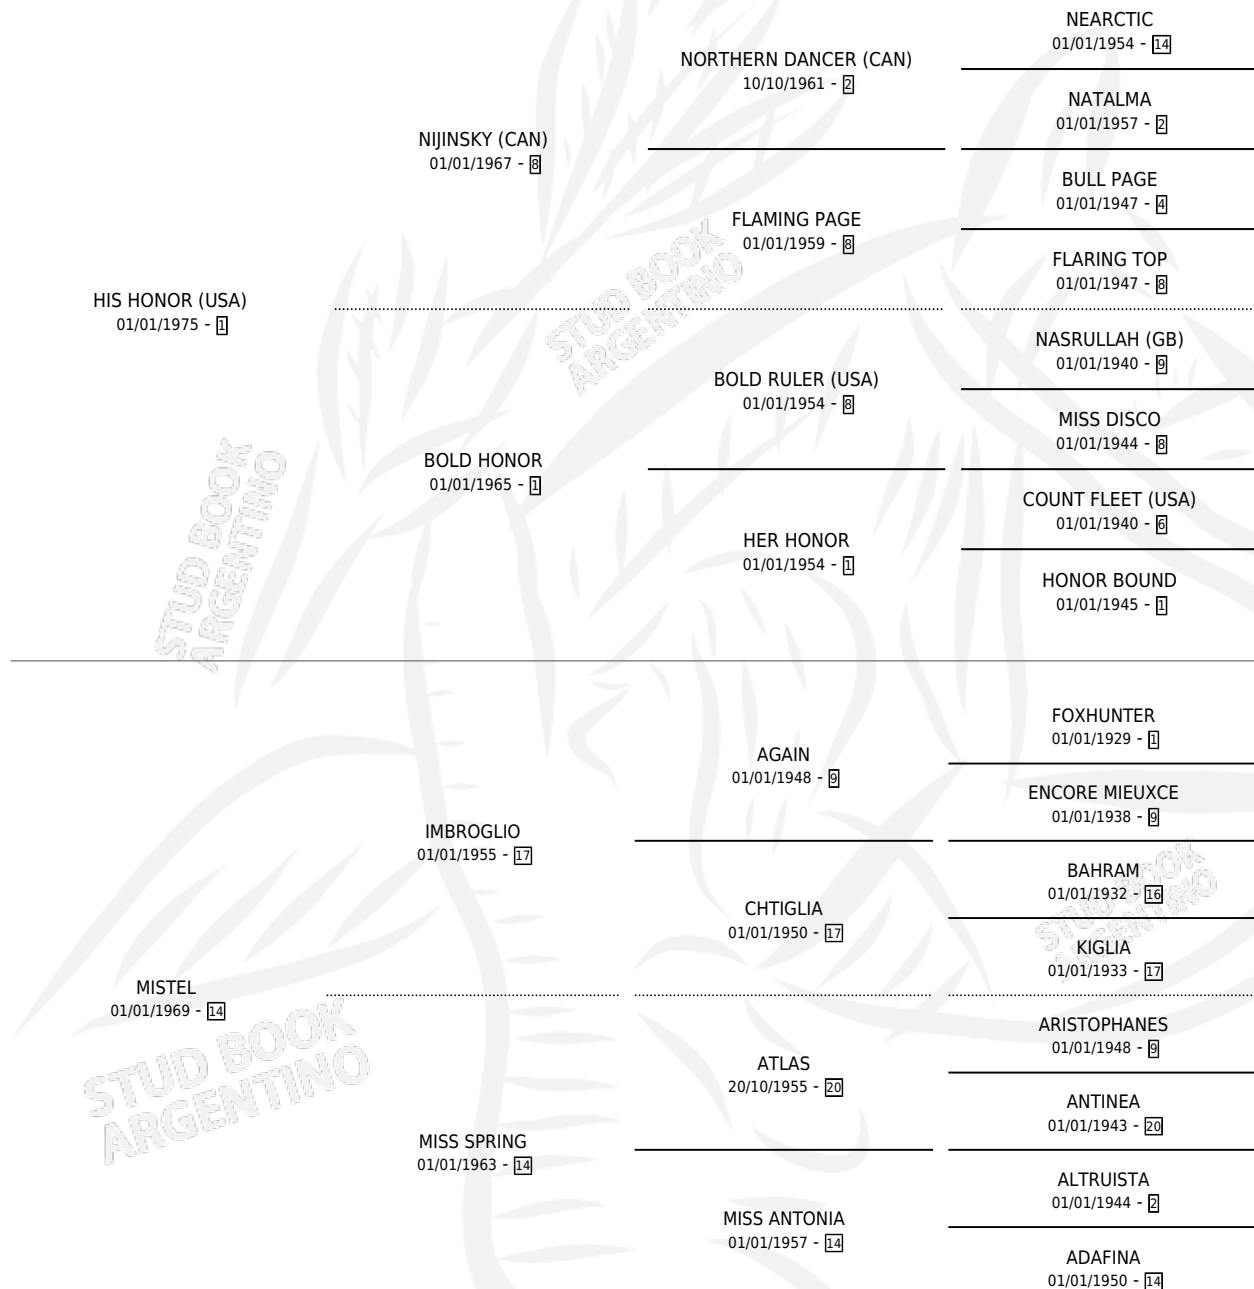 NEARCTIC
01/01/1954 - 14
NORTHERN DANCER (CAN)
10/10/1961 - 2
NATALMA
01/01/1957 - 2
NIJINSKY (CAN)
01/01/1967 - 8
BULL PAGE
01/01/1947 - 4
FLAMING PAGE
01/01/1959 - 8
FLARING TOP
01/01/1947 - 8
HIS HONOR (USA)
01/01/1975 - 1
STUD BOOK
ARGENTINO
NASRULLAH (GB)
01/01/1940 - 9
BOLD RULER (USA)
01/01/1954 - 8
MISS DISCO
01/01/1944 - 8
BOLD HONOR
01/01/1965 - 1
COUNT FLEET (USA)
01/01/1940 - 6
HER HONOR
01/01/1954 - 1
HONOR BOUND
01/01/1945 - 1
STUD BOOK
ARGENTINO
FOXHUNTER
01/01/1929 - 1
AGAIN
01/01/1948 - 9
ENCORE MIEUXCE
01/01/1938 - 9
IMBROGLIO
01/01/1955 - 17
BAHRAM
01/01/1932 - 16
CHTIGLIA
01/01/1950 - 17
STUD BOOK
ARGENTINO
KIGLIA
01/01/1933 - 17
MISTEL
01/01/1969 - 14
ARISTOPHANES
01/01/1948 - 9
ATLAS
20/10/1955 - 20
ANTINEA
01/01/1943 - 20
STUD BOOK
ARGENTINO
MISS SPRING
01/01/1963 - 14
ALTRUISTA
01/01/1944 - 2
MISS ANTONIA
01/01/1957 - 14
ADAFINA
01/01/1950 - 14